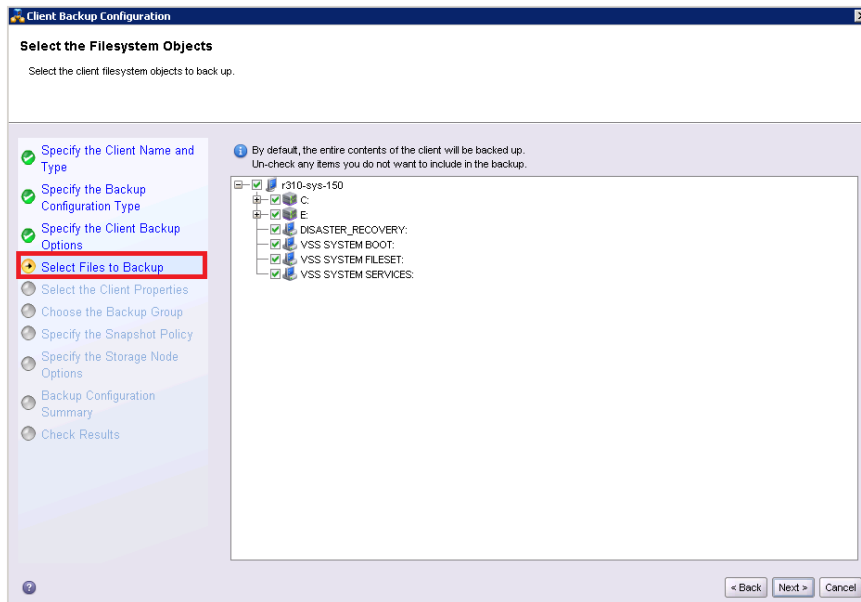 Client Backup Configuration
Select the Filesystem Objects
Select the client filesystem objects to back up.
Specify the Client Name and
Type
Specify the Backup
Configuration Type
Specify the Client Backup
Options
Select Files to Backup
Select the Client Properties
Choose the Backup Group
Specify the Snapshot Policy
Specify the Storage Node
Options
Backup Configuration
Summary
Check Results
By default, the entire contents of the client will be backed up.
Un-check any items you do not want to include in the backup.
r310-sys-150
C:
E:
DISASTER_RECOVERY:
VSS SYSTEM BOOT:
VSS SYSTEM FILESET:
VSS SYSTEM SERVICES:
< Back Next > Cancel